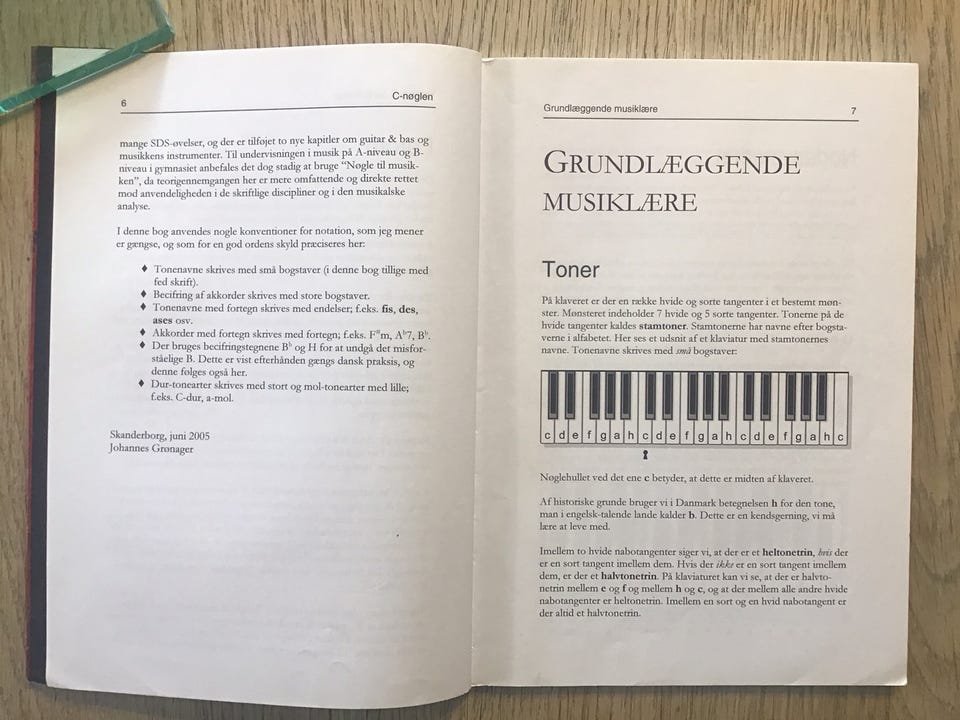 6
C-nøglen
mange SDS-øvelser, og der er tilføjet to nye kapitler om guitar & bas og
musikkens instrumenter. Til undervisningen i musik på A-niveau og B-
niveau i gymnasiet anbefales det dog stadig at bruge “Nogle til musik-
ken”, da teorigennemgangen her er mere omfattende og direkte rettet
mod anvendeligheden i de skriftlige discipliner og i den musikalske
analyse.
I denne bog anvendes nogle konventioner for notation, som jeg mener
er gængse, og som for en god ordens skyld præciseres her:
♦ Tonenavne skrives med små bogstaver (i denne bog tillige med
fed skrift).
♦ Becifring af akkorder skrives med store bogstaver.
♦ Tonenavne med fortegn skrives med endelser; f.eks. fis, des,
ases osv.
♦ Akkorder med fortegn skrives med fortegn; f.eks. F#m, Ab7, Bb.
♦ Der bruges becifringstegnene Bb og H for at undgå det misfor-
ståelige B. Dette er vist efterhånden gængs dansk praksis, og
denne følges også her.
♦ Dur-tonearter skrives med stort og mol-tonearter med lille;
f.eks. C-dur, a-mol.
Skanderborg, juni 2005
Johannes Grønager
Grundlæggende musiklære
7
GRUNDLÆGGENDE
MUSIKLÆRE
Toner
På klaveret er der en række hvide og sorte tangenter i et bestemt møn-
ster. Mønsteret indeholder 7 hvide og 5 sorte tangenter. Tonerne på de
hvide tangenter kaldes stamtoner. Stamtonerne har navne efter bogsta-
verne i alfabetet. Her ses et udsnit af et klaviatur med stamtonernes
navne. Tonenavne skrives med små bogstaver:
c d e f g a h c d e f g a h c d e f g a h c
Nøglehullet ved det ene c betyder, at dette er midten af klaveret.
Af historiske grunde bruger vi i Danmark betegnelsen h for den tone,
man i engelsk-talende lande kalder b. Dette er en kendsgerning, vi må
lære at leve med.
Imellem to hvide nabotangenter siger vi, at der er et heltonetrin, hvis der
er en sort tangent imellem dem. Hvis der ikke er en sort tangent imellem
dem, er der et halvtonetrin. På klaviaturet kan vi se, at der er halvto-
netrin mellem e og f og mellem h og c, og at der mellem alle andre hvide
nabotangenter er heltonetrin. Imellem en sort og en hvid nabotangent er
der altid et halvtonetrin.